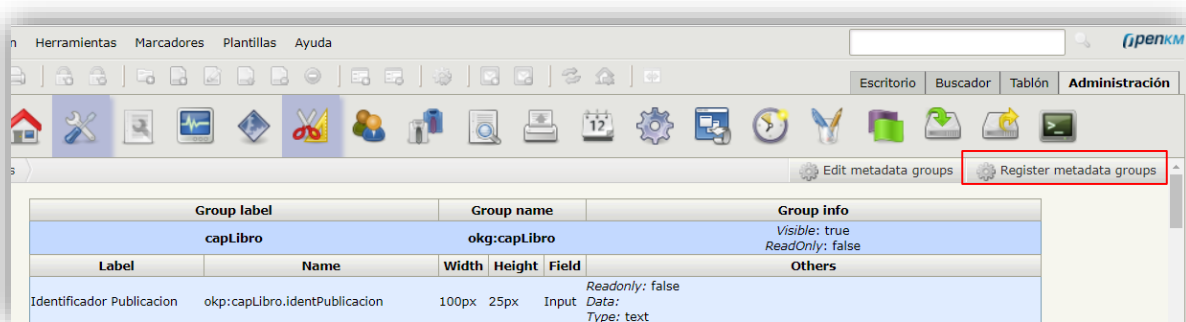 n Herramientas Marcadores Plantillas Ayuda
OpenKM
Escritorio Buscador Tablón Administración
12
>_
s Edit metadata groups Register metadata groups
Group label Group name Group info
capLibro okg:capLibro Visible: true
ReadOnly: false
Label Name Width Height Field Others
Readonly: false
Identificador Publicacion okp:capLibro.identPublicacion 100px 25px Input Data:
Type: text